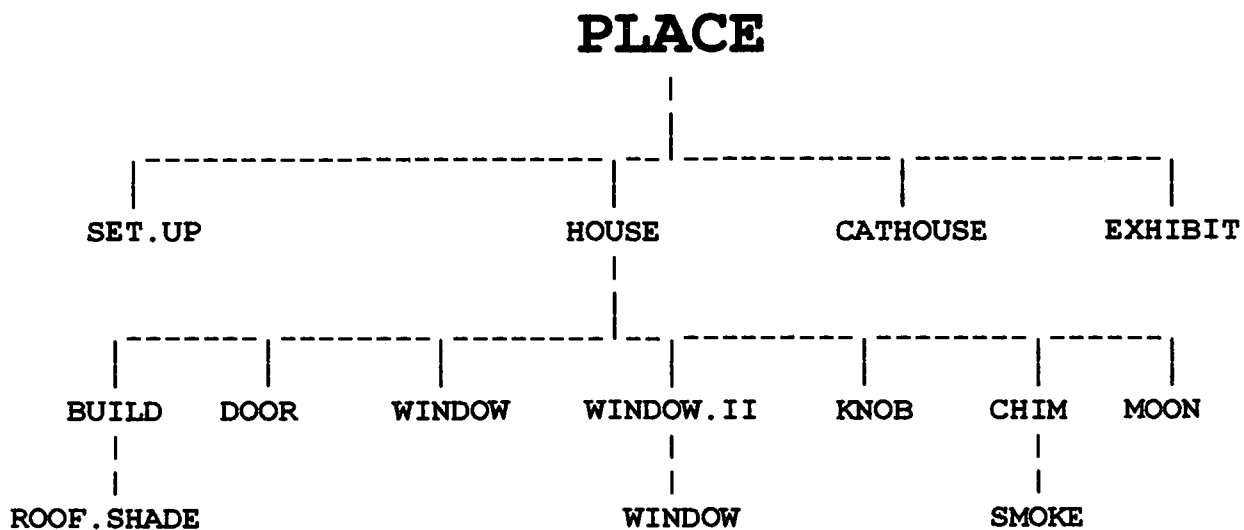 PLACE
SET.UP HOUSE CATHOUSE EXHIBIT
BUILD DOOR WINDOW WINDOW.II KNOB CHIM MOON
ROOF.SHADE WINDOW SMOKE